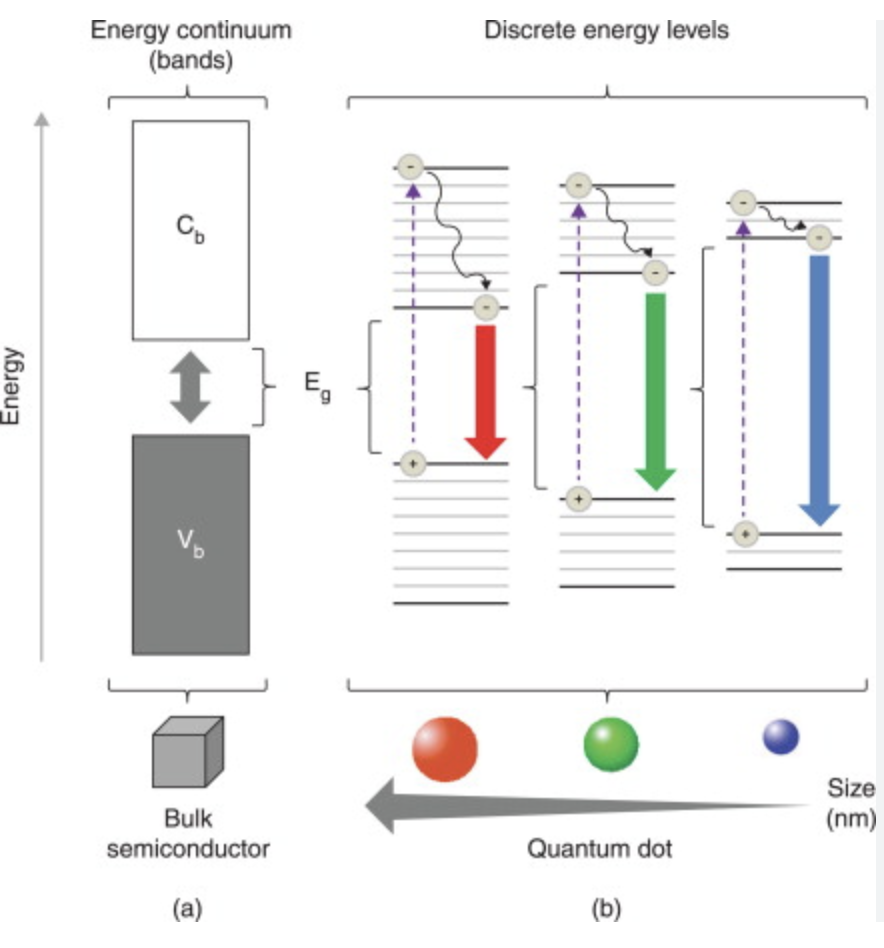 Energy continuum
(bands)
Discrete energy levels
Energy
C_b
V_b
E_g
-
-
+
-
-
+
-
-
+
Bulk
semiconductor
Size
(nm)
Quantum dot
(a)
(b)